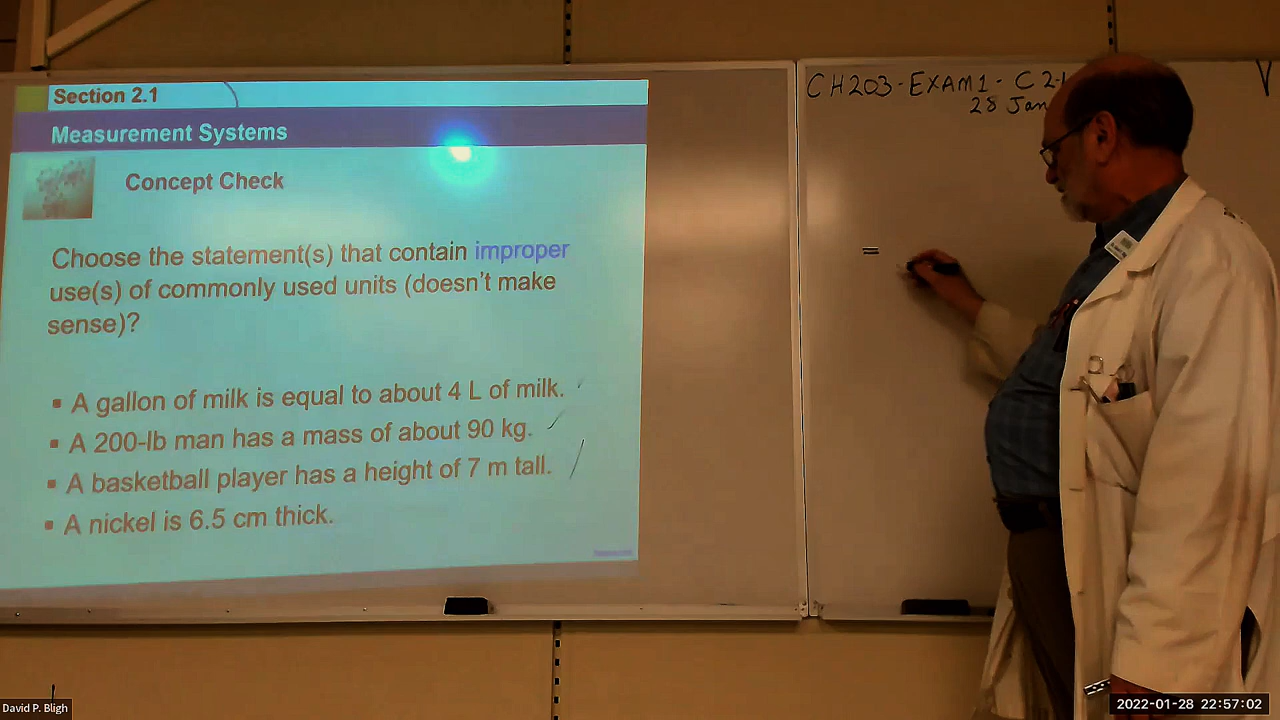 Section 2.1
Measurement Systems
Concept Check
Choose the statement(s) that contain improper
use(s) of commonly used units (doesn't make
sense)?
▪ A gallon of milk is equal to about 4 L of milk.
▪ A 200-lb man has a mass of about 90 kg.
▪ A basketball player has a height of 7 m tall.
▪ A nickel is 6.5 cm thick.
CH203-EXAM1- C2-1
28 Jan
=
David P. Bligh
2022-01-28 22:57:02